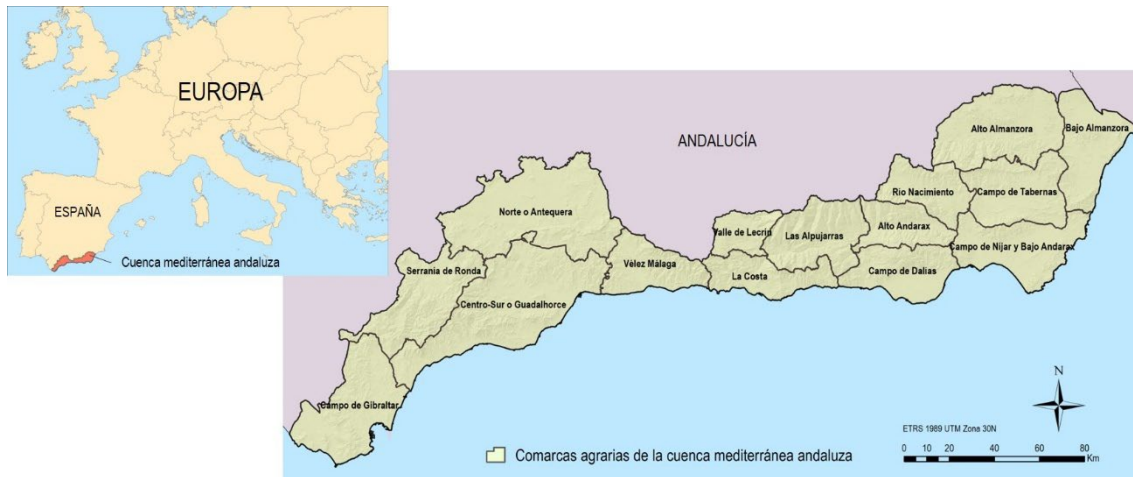 EUROPA
ESPAÑA
Cuenca mediterránea andaluza
ANDALUCÍA
Alto Almanzora
Bajo Almanzora
Río Nacimiento
Campo de Tabernas
Norte o Antequera
Valle de Lecrín
Las Alpujarras
Alto Andarax
Campo de Nijar y Bajo Andarax
Serranía de Ronda
Vélez Málaga
La Costa
Campo de Dalías
Centro-Sur o Guadalhorce
Campo de Gibraltar
N
ETRS 1989 UTM Zona 30N
0 10 20 40 60 80
Km
Comarcas agrarias de la cuenca mediterránea andaluza